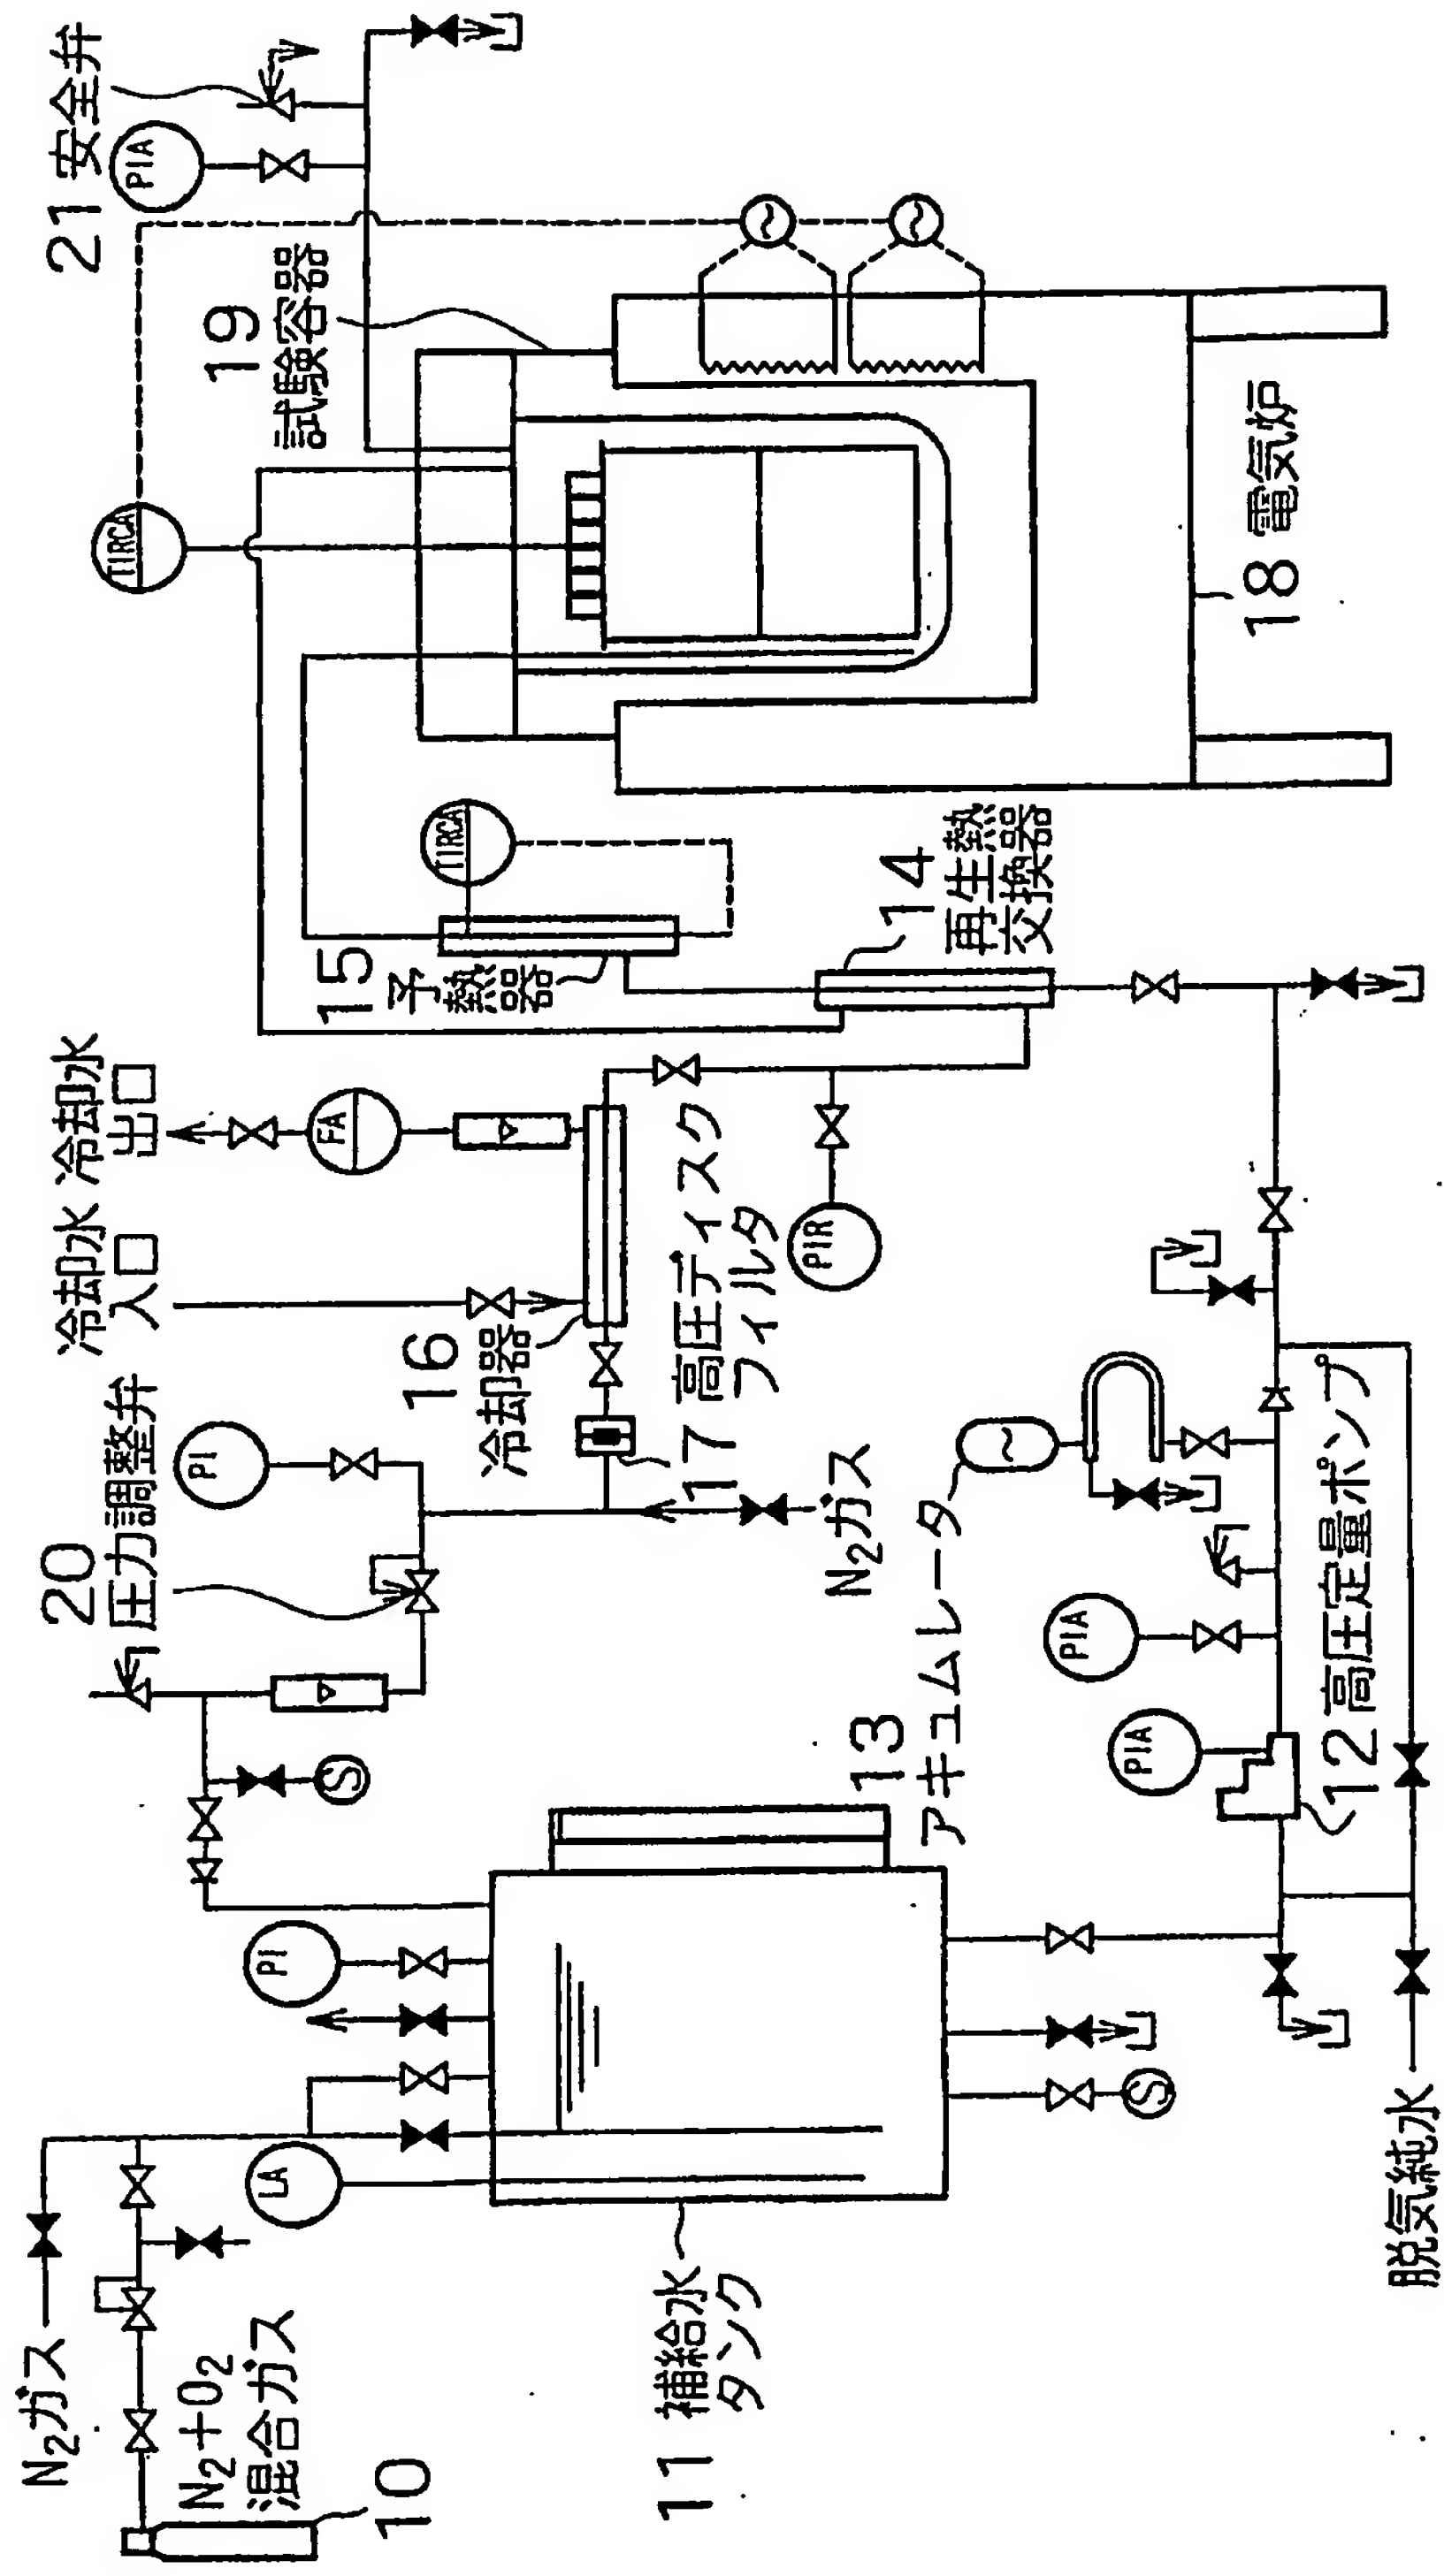 21 安全弁
PIA
19
試験容器
TIRCA
18 電気炉
TIRCA
15
予熱器
14
再生熱
交換器
冷却水
出口
FA
冷却水
入口
16
冷却器
17
高圧ディスク
フィルタ
PIR
N₂ガス
20
圧力調整弁
PI
S
13
アキュムレータ
PIA
PIA
12 高圧定量ポンプ
PI
LA
S
11 補給水
タンク
脱気純水
N₂ガス
N₂+O₂
混合ガス
10